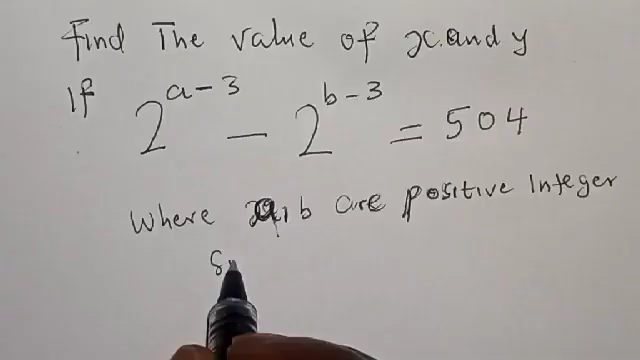 Find The value of x and y
If 2^{a-3} - 2^{b-3} = 504
Where a, b are positive Integer
S